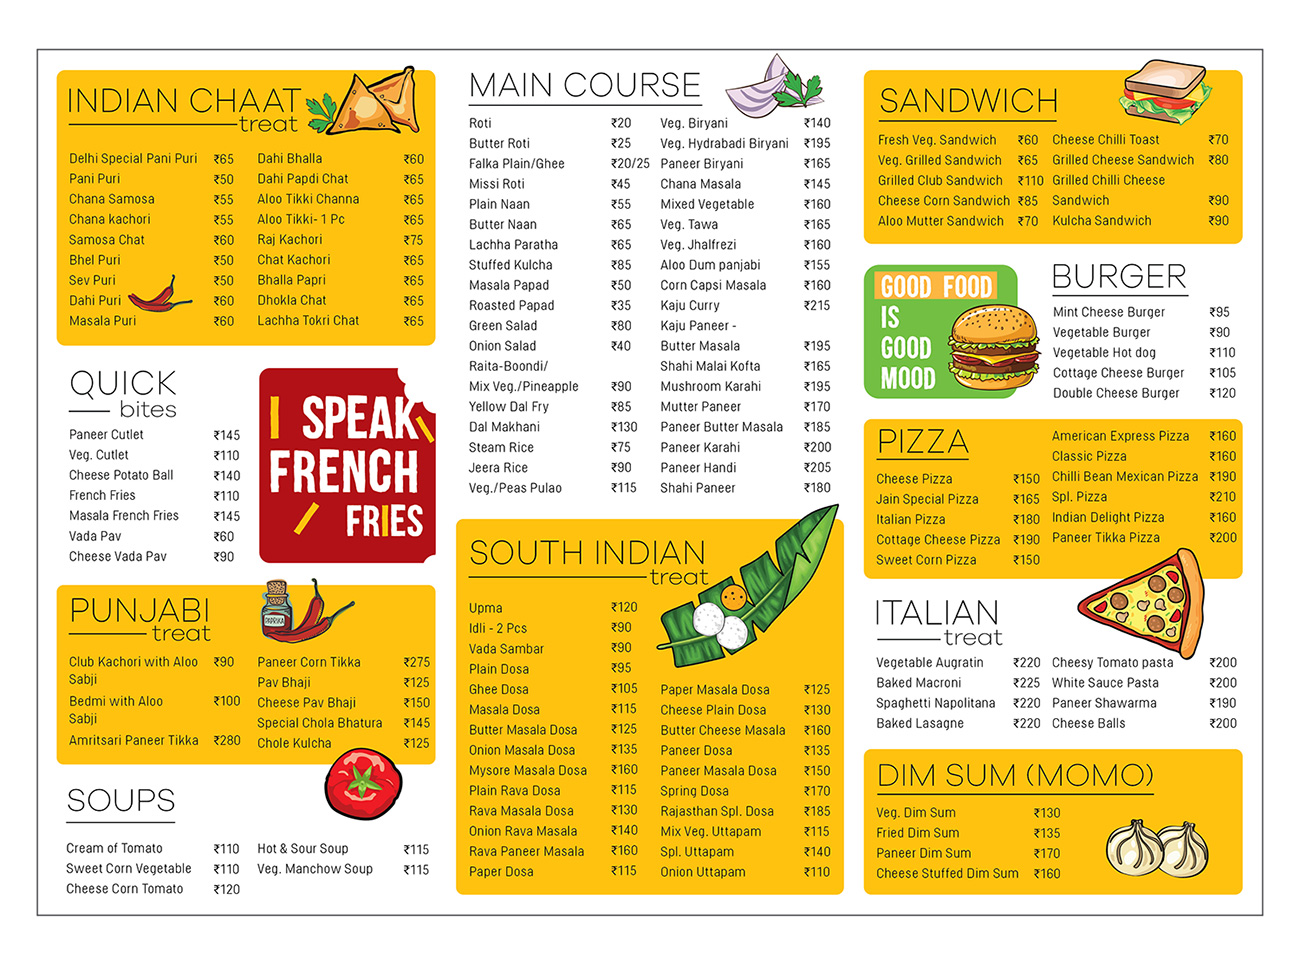 INDIAN CHAAT
treat
Delhi Special Pani Puri ₹65
Pani Puri ₹50
Chana Samosa ₹55
Chana kachori ₹55
Samosa Chat ₹60
Bhel Puri ₹50
Sev Puri ₹50
Dahi Puri ₹60
Masala Puri ₹60
Dahi Bhalla ₹60
Dahi Papdi Chat ₹65
Aloo Tikki Channa ₹65
Aloo Tikki- 1 Pc ₹65
Raj Kachori ₹75
Chat Kachori ₹65
Bhalla Papri ₹65
Dhokla Chat ₹65
Lachha Tokri Chat ₹65
QUICK
bites
Paneer Cutlet ₹145
Veg. Cutlet ₹110
Cheese Potato Ball ₹140
French Fries ₹110
Masala French Fries ₹145
Vada Pav ₹60
Cheese Vada Pav ₹90
I SPEAK
FRENCH
FRIES
PUNJABI
treat
PAPRIKA
Club Kachori with Aloo ₹90
Sabji
Bedmi with Aloo ₹100
Sabji
Amritsari Paneer Tikka ₹280
Paneer Corn Tikka ₹275
Pav Bhaji ₹125
Cheese Pav Bhaji ₹150
Special Chola Bhatura ₹145
Chole Kulcha ₹125
SOUPS
Cream of Tomato ₹110
Sweet Corn Vegetable ₹110
Cheese Corn Tomato ₹120
Hot & Sour Soup ₹115
Veg. Manchow Soup ₹115
MAIN COURSE
Roti ₹20
Butter Roti ₹25
Falka Plain/Ghee ₹20/25
Missi Roti ₹45
Plain Naan ₹55
Butter Naan ₹65
Lachha Paratha ₹65
Stuffed Kulcha ₹85
Masala Papad ₹50
Roasted Papad ₹35
Green Salad ₹80
Onion Salad ₹40
Raita-Boondi/
Mix Veg./Pineapple ₹90
Yellow Dal Fry ₹85
Dal Makhani ₹130
Steam Rice ₹75
Jeera Rice ₹90
Veg./Peas Pulao ₹115
Veg. Biryani ₹140
Veg. Hydrabadi Biryani ₹195
Paneer Biryani ₹165
Chana Masala ₹145
Mixed Vegetable ₹160
Veg. Tawa ₹165
Veg. Jhalfrezi ₹160
Aloo Dum panjabi ₹155
Corn Capsi Masala ₹160
Kaju Curry ₹215
Kaju Paneer -
Butter Masala ₹195
Shahi Malai Kofta ₹165
Mushroom Karahi ₹195
Mutter Paneer ₹170
Paneer Butter Masala ₹185
Paneer Karahi ₹200
Paneer Handi ₹205
Shahi Paneer ₹180
SOUTH INDIAN
treat
Upma ₹120
Idli - 2 Pcs ₹90
Vada Sambar ₹90
Plain Dosa ₹95
Ghee Dosa ₹105
Masala Dosa ₹115
Butter Masala Dosa ₹125
Onion Masala Dosa ₹135
Mysore Masala Dosa ₹160
Plain Rava Dosa ₹115
Rava Masala Dosa ₹130
Onion Rava Masala ₹140
Rava Paneer Masala ₹160
Paper Dosa ₹115
Paper Masala Dosa ₹125
Cheese Plain Dosa ₹130
Butter Cheese Masala ₹160
Paneer Dosa ₹135
Paneer Masala Dosa ₹150
Spring Dosa ₹170
Rajasthan Spl. Dosa ₹185
Mix Veg. Uttapam ₹115
Spl. Uttapam ₹140
Onion Uttapam ₹110
SANDWICH
Fresh Veg. Sandwich ₹60
Veg. Grilled Sandwich ₹65
Grilled Club Sandwich ₹110
Cheese Corn Sandwich ₹85
Aloo Mutter Sandwich ₹70
Cheese Chilli Toast ₹70
Grilled Cheese Sandwich ₹80
Grilled Chilli Cheese
Sandwich ₹90
Kulcha Sandwich ₹90
GOOD FOOD
IS
GOOD
MOOD
BURGER
Mint Cheese Burger ₹95
Vegetable Burger ₹90
Vegetable Hot dog ₹110
Cottage Cheese Burger ₹105
Double Cheese Burger ₹120
PIZZA
Cheese Pizza ₹150
Jain Special Pizza ₹165
Italian Pizza ₹180
Cottage Cheese Pizza ₹190
Sweet Corn Pizza ₹150
American Express Pizza ₹160
Classic Pizza ₹160
Chilli Bean Mexican Pizza ₹190
Spl. Pizza ₹210
Indian Delight Pizza ₹160
Paneer Tikka Pizza ₹200
ITALIAN
treat
Vegetable Augratin ₹220
Baked Macroni ₹225
Spaghetti Napolitana ₹220
Baked Lasagne ₹220
Cheesy Tomato pasta ₹200
White Sauce Pasta ₹200
Paneer Shawarma ₹190
Cheese Balls ₹200
DIM SUM (MOMO)
Veg. Dim Sum ₹130
Fried Dim Sum ₹135
Paneer Dim Sum ₹170
Cheese Stuffed Dim Sum ₹160